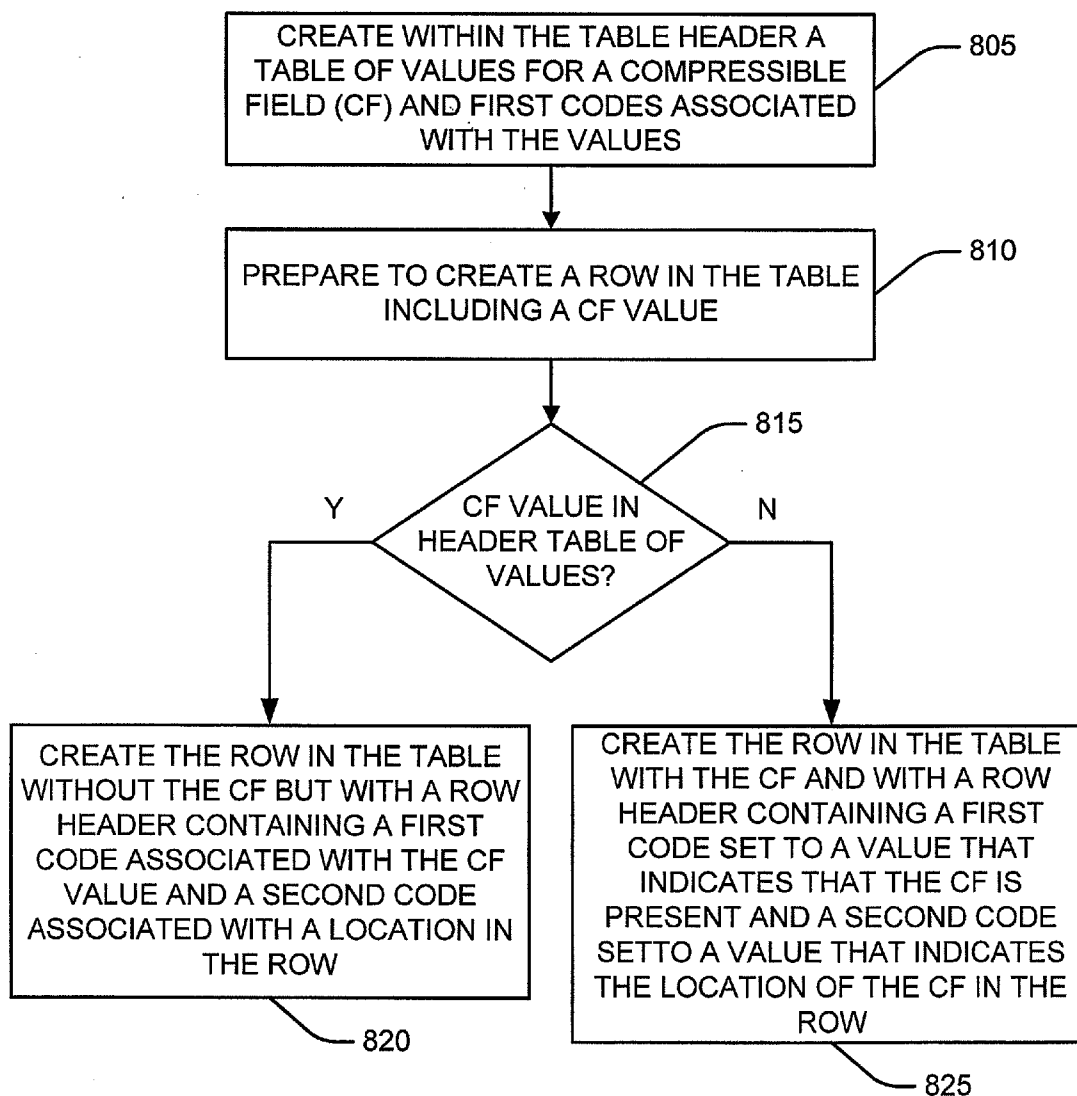 CREATE WITHIN THE TABLE HEADER A
TABLE OF VALUES FOR A COMPRESSIBLE
FIELD (CF) AND FIRST CODES ASSOCIATED
WITH THE VALUES
805
PREPARE TO CREATE A ROW IN THE TABLE
INCLUDING A CF VALUE
810
815
CF VALUE IN
HEADER TABLE OF
VALUES?
Y
N
CREATE THE ROW IN THE TABLE
WITHOUT THE CF BUT WITH A ROW
HEADER CONTAINING A FIRST
CODE ASSOCIATED WITH THE CF
VALUE AND A SECOND CODE
ASSOCIATED WITH A LOCATION IN
THE ROW
820
CREATE THE ROW IN THE TABLE
WITH THE CF AND WITH A ROW
HEADER CONTAINING A FIRST
CODE SET TO A VALUE THAT
INDICATES THAT THE CF IS
PRESENT AND A SECOND CODE
SETTO A VALUE THAT INDICATES
THE LOCATION OF THE CF IN THE
ROW
825